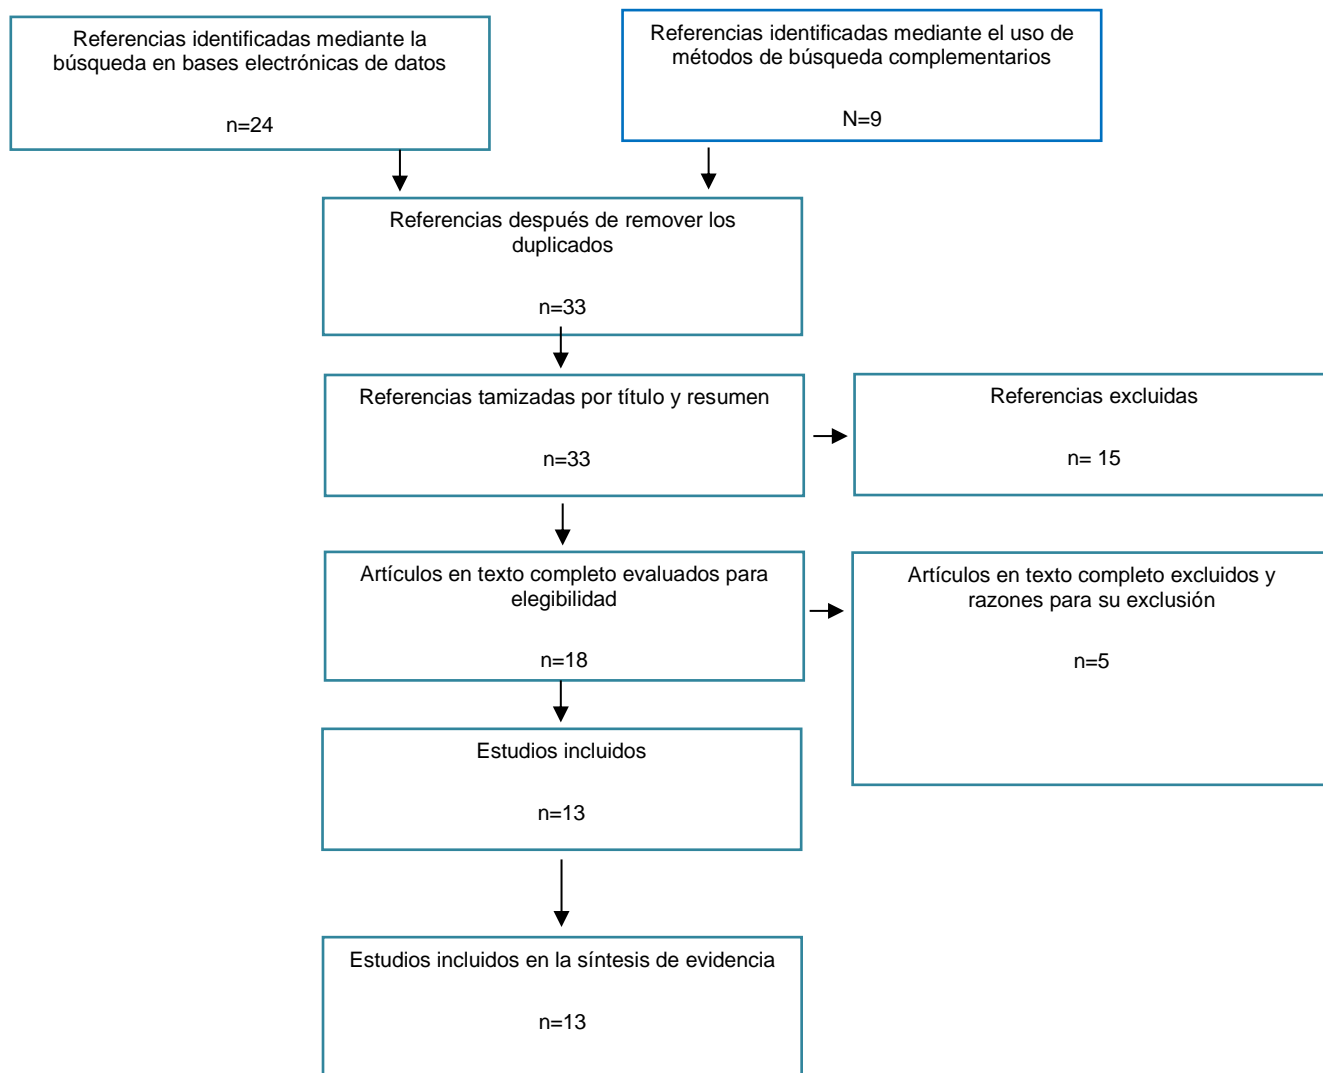 Referencias identificadas mediante la
búsqueda en bases electrónicas de datos
n=24
Referencias identificadas mediante el uso de
métodos de búsqueda complementarios
N=9
Referencias después de remover los
duplicados
n=33
Referencias tamizadas por título y resumen
n=33
Referencias excluidas
n= 15
Artículos en texto completo evaluados para
elegibilidad
n=18
Artículos en texto completo excluidos y
razones para su exclusión
n=5
Estudios incluidos
n=13
Estudios incluidos en la síntesis de evidencia
n=13